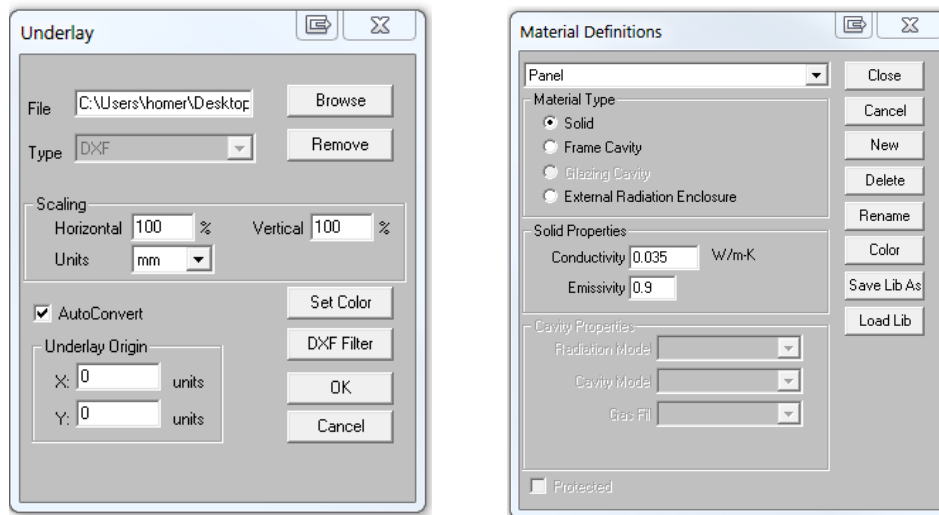 Underlay
File C:\Users\homer\Desktop Browse
Type DXF Remove
Scaling
Horizontal 100 % Vertical 100 %
Units mm
AutoConvert Set Color
Underlay Origin DXF Filter
X: 0 units
OK
Y: 0 units
Cancel
Material Definitions
Panel Close
Material Type Cancel
Solid
Frame Cavity New
Glazing Cavity Delete
External Radiation Enclosure
Rename
Solid Properties
Conductivity 0.035 W/m-K Color
Emissivity 0.9 Save Lib As
Cavity Properties Load Lib
Radiation Model
Cavity Model
Gas Fill
Protected